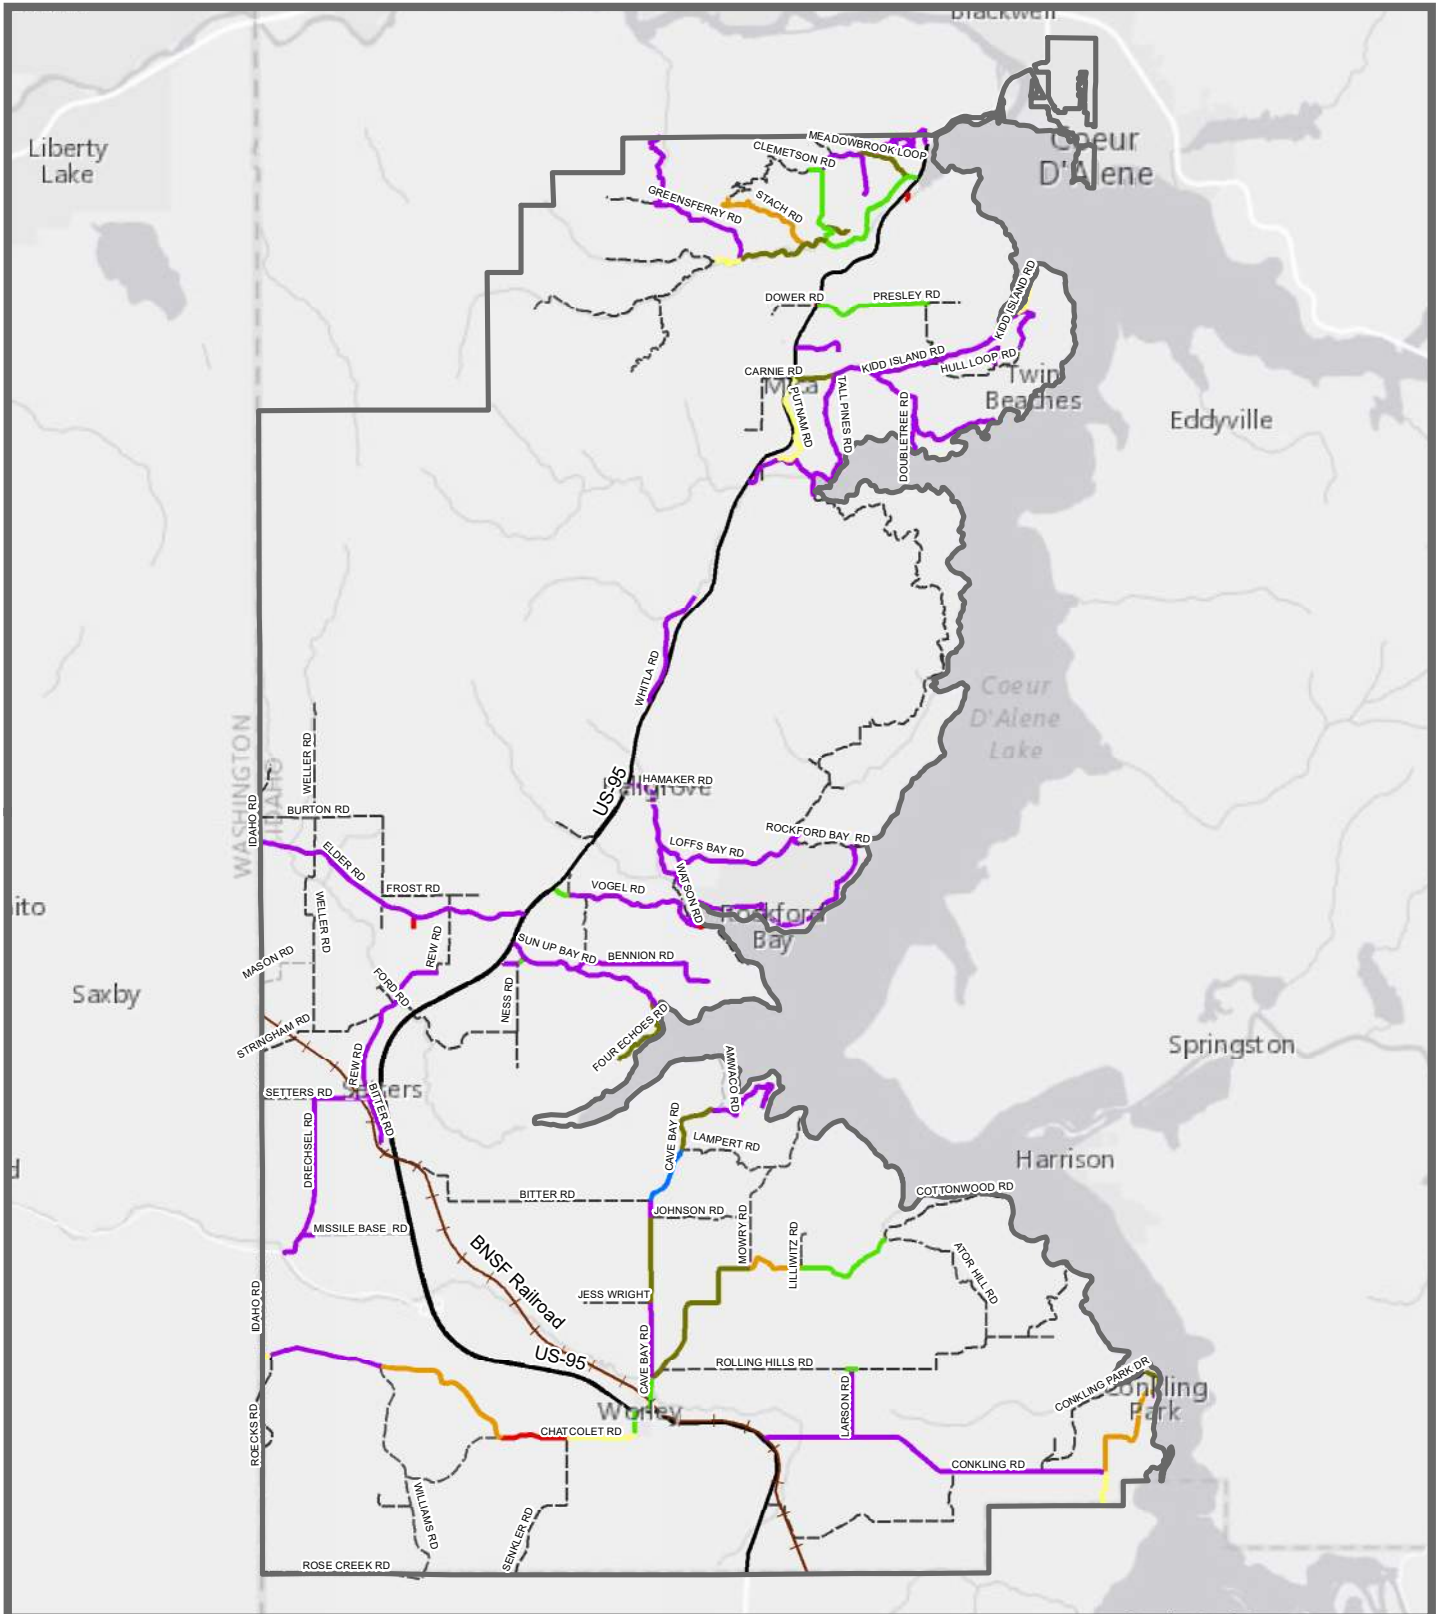 Blackwell
Liberty
Lake
Coeur
D'Alene
MEADOWBROOK LOOP
CLEMETSON RD
STACH RD
GREENSFERRY RD
DOWER RD
PRESLEY RD
KIDD ISLAND RD
KIDD ISLAND RD
HULL LOOP RD
CARNIE RD
Mica
Twin
Beaches
PUTNAM RD
TALL PINES RD
DOUBLETREE RD
Eddyville
WHITLA RD
Coeur
D'Alene
Lake
WASHINGTON
IDAHO
WELLER RD
US-95
HAMAKER RD
IDAHO RD
BURTON RD
ELDER RD
LOFFS BAY RD
ROCKFORD BAY RD
FROST RD
VOGEL RD
WATSON RD
Rockford
Bay
ito
WELLER RD
REW RD
SUN UP BAY RD
BENNION RD
MASON RD
FORD RD
Saxby
NESS RD
STRINGHAM RD
FOUR ECHOES RD
Springston
REW RD
Setters
SETTERS RD
BITTER RD
AMWACO RD
DRECHSEL RD
CAVE BAY RD
LAMPERT RD
Harrison
d
BITTER RD
COTTONWOOD RD
JOHNSON RD
MOWRY RD
LILLIWITZ RD
MISSILE BASE RD
ATOR HILL RD
BNSF Railroad
IDAHO RD
JESS WRIGHT
US-95
CAVE BAY RD
ROLLING HILLS RD
CONKLING PARK DR
Conkling
Park
LARSON RD
Worley
ROECKS RD
CHATCOLET RD
CONKLING RD
WILLIAMS RD
SENKLER RD
ROSE CREEK RD